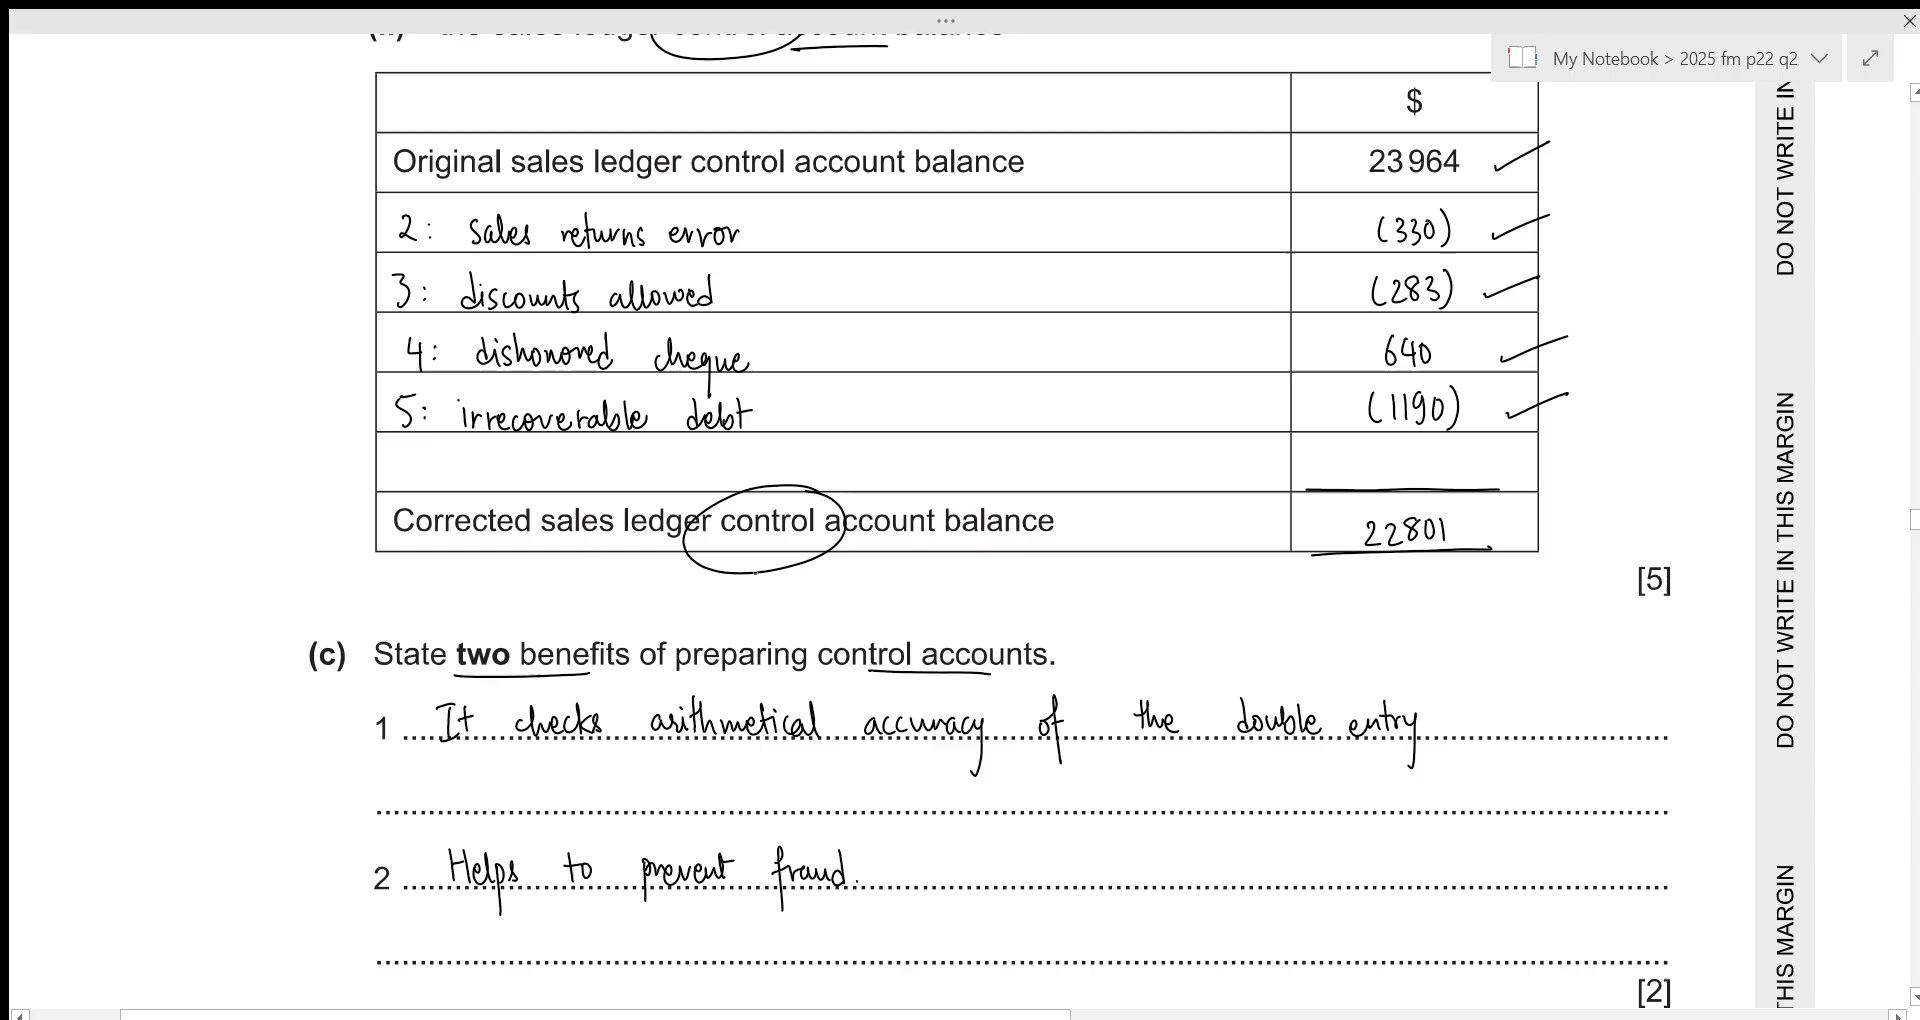 My Notebook > 2025 fm p22 q2
$
Original sales ledger control account balance 23 964
2: Sales returns error (330)
3: discounts allowed (283)
4: dishonored cheque 640
5: irrecoverable debt (1190)
Corrected sales ledger control account balance 22801
[5]
(c) State two benefits of preparing control accounts.
1 It checks arithmetical accuracy of the double entry
2 Helps to prevent fraud.
[2]
DO NOT WRITE IN
DO NOT WRITE IN THIS MARGIN
THIS MARGIN